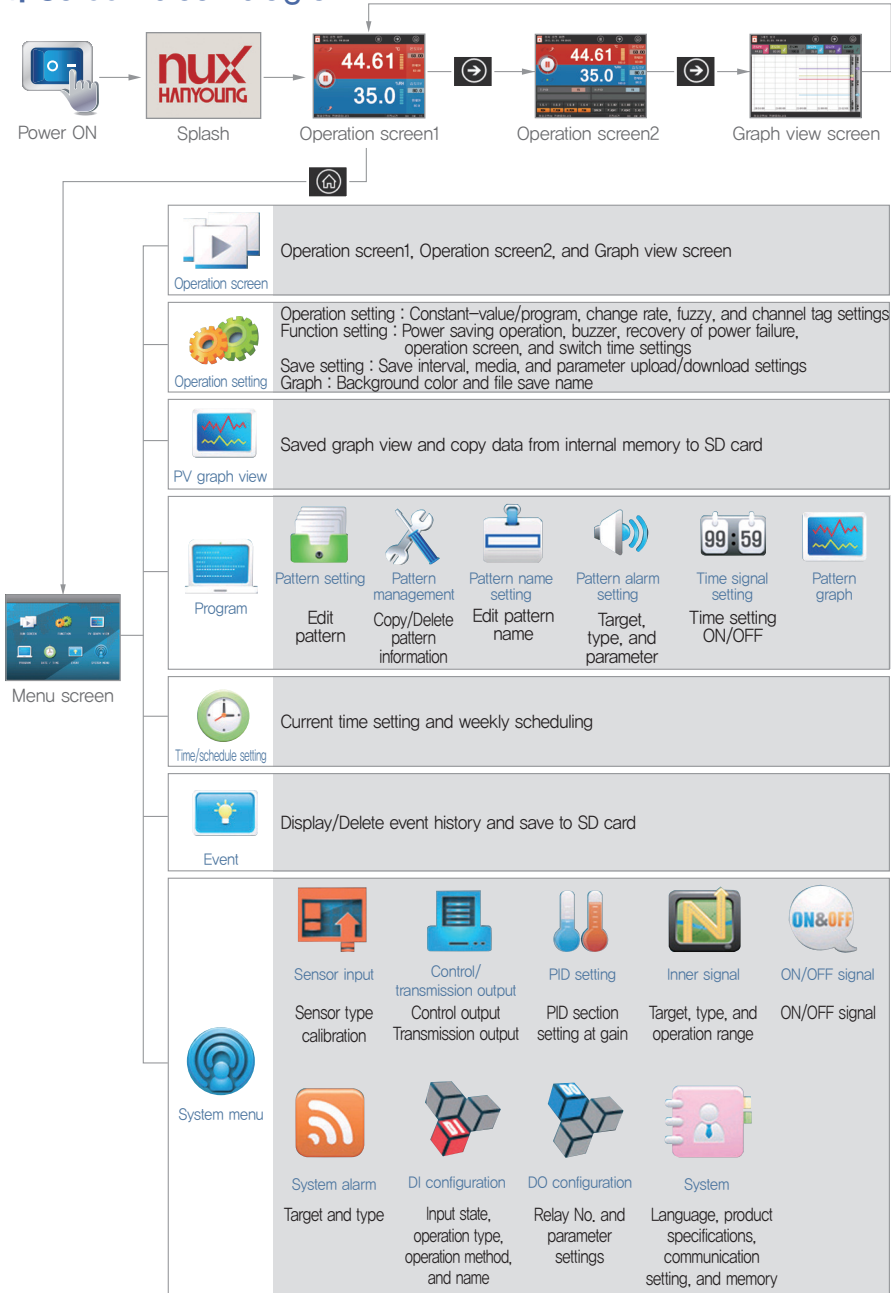 nux
HANYOUNG
44.61
35.0
44.61
35.0
Power ON
Splash
Operation screen1
Operation screen2
Graph view screen
Operation screen
Operation screen1, Operation screen2, and Graph view screen
Operation setting
Operation setting : Constant-value/program, change rate, fuzzy, and channel tag settings
Function setting : Power saving operation, buzzer, recovery of power failure,
operation screen, and switch time settings
Save setting : Save interval, media, and parameter upload/download settings
Graph : Background color and file save name
PV graph view
Saved graph view and copy data from internal memory to SD card
Program
Pattern setting
Edit
pattern
Pattern
management
Copy/Delete
pattern
information
Pattern name
setting
Edit pattern
name
Pattern alarm
setting
Target,
type, and
parameter
99:59
Time signal
setting
Time setting
ON/OFF
Pattern
graph
Menu screen
Time/schedule setting
Current time setting and weekly scheduling
Event
Display/Delete event history and save to SD card
System menu
Sensor input
Sensor type
calibration
Control/
transmission output
Control output
Transmission output
PID setting
PID section
setting at gain
N
Inner signal
Target, type, and
operation range
ON&OFF
ON/OFF signal
ON/OFF signal
System alarm
Target and type
DI
DI configuration
Input state,
operation type,
operation method,
and name
DO
DO configuration
Relay No. and
parameter
settings
System
Language, product
specifications,
communication
setting, and memory